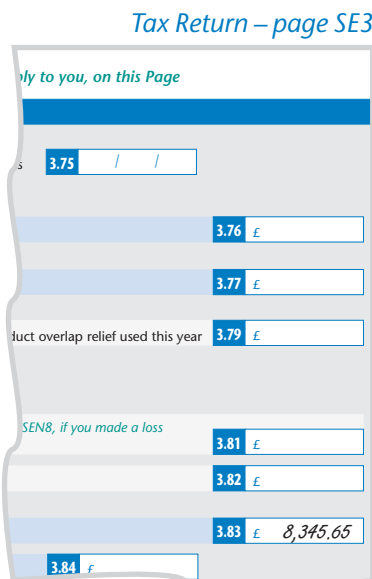 Tax Return – page SE3
ply to you, on this Page
s 3.75 / /
3.76 £
3.77 £
duct overlap relief used this year 3.79 £
SEN8, if you made a loss
3.81 £
3.82 £
3.83 £ 8,345.65
3.84 £